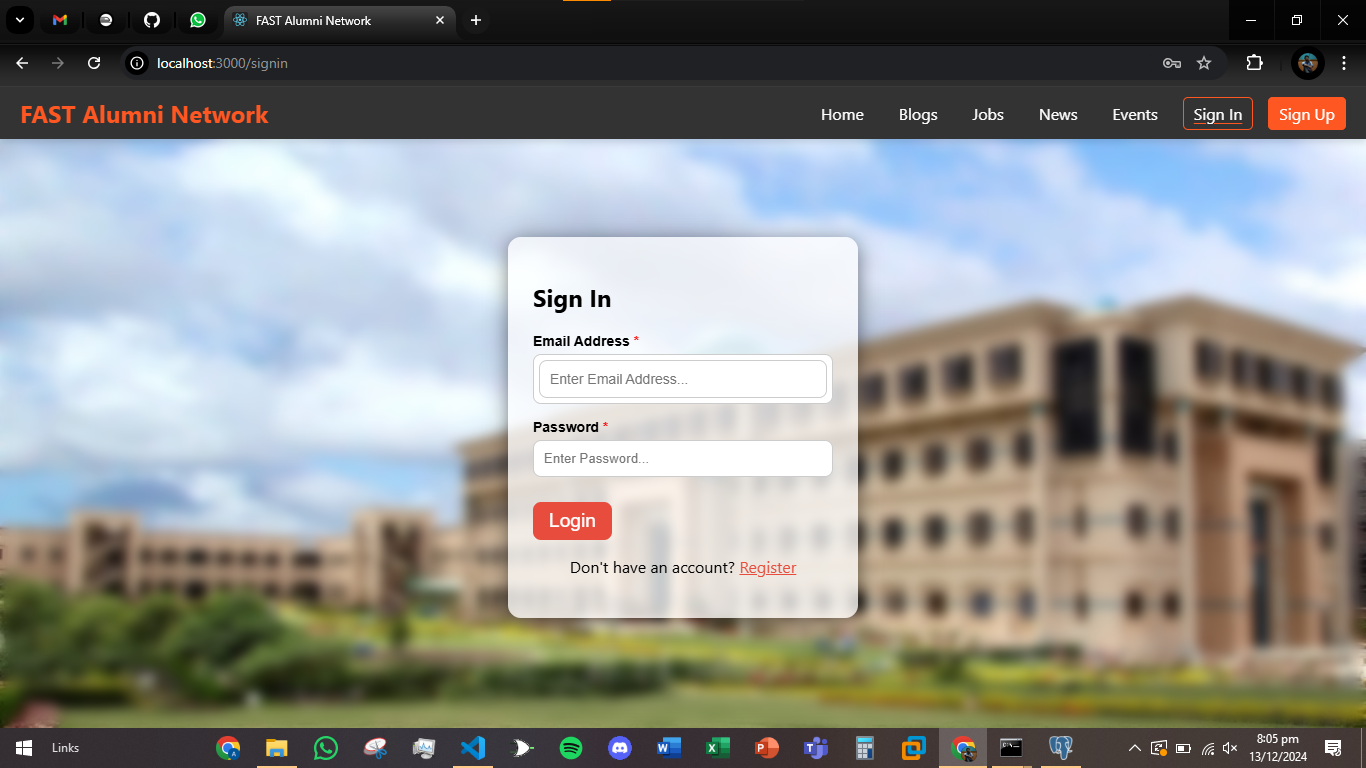 FAST Alumni Network
localhost:3000/signin
FAST Alumni Network Home Blogs Jobs News Events Sign In Sign Up
Sign In
Email Address *
Enter Email Address...
Password *
Enter Password...
Login
Don't have an account? Register
Links
8:05 pm
13/12/2024